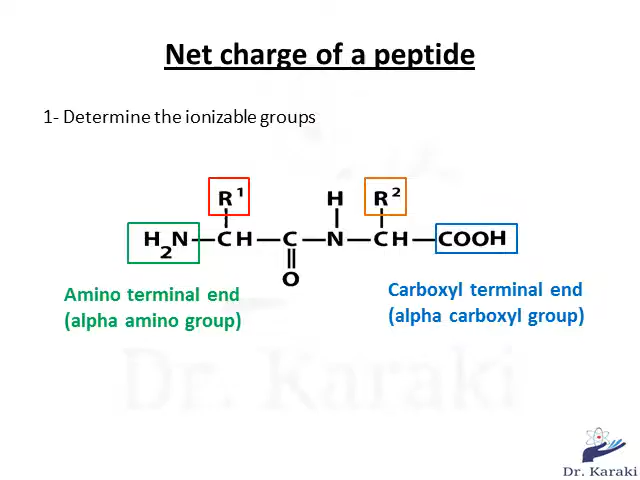 Net charge of a peptide
1- Determine the ionizable groups
R1 H R2
H2N CH C N CH COOH
O
Amino terminal end
(alpha amino group)
Carboxyl terminal end
(alpha carboxyl group)
Dr. Karaki
Dr. Karaki